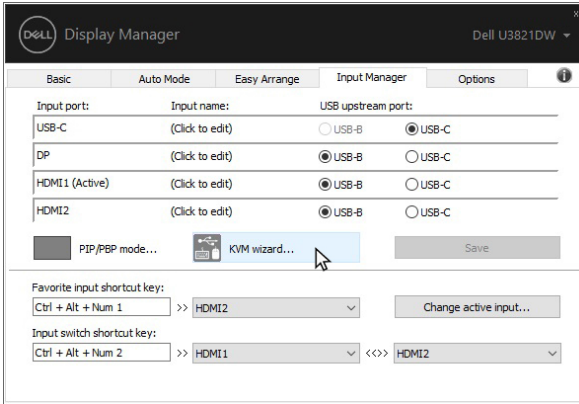 DELL Display Manager Dell U3821DW
Basic Auto Mode Easy Arrange Input Manager Options
Input port: Input name: USB upstream port:
USB-C (Click to edit) USB-B USB-C
DP (Click to edit) USB-B USB-C
HDMI1 (Active) (Click to edit) USB-B USB-C
HDMI2 (Click to edit) USB-B USB-C
PIP/PBP mode... KVM wizard... Save
Favorite input shortcut key:
Ctrl + Alt + Num 1 >> HDMI2 Change active input...
Input switch shortcut key:
Ctrl + Alt + Num 2 >> HDMI1 <<>> HDMI2